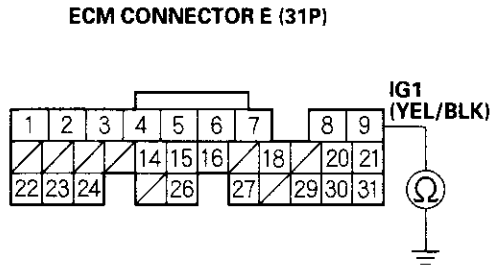 ECM CONNECTOR E (31P)
IG1
(YEL/BLK)
1 2 3 4 5 6 7 8 9
14 15 16 18 20 21
22 23 24 26 27 29 30 31
Ω